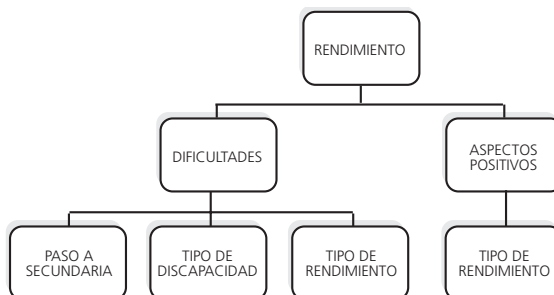 RENDIMIENTO
DIFICULTADES
ASPECTOS
POSITIVOS
PASO A
SECUNDARIA
TIPO DE
DISCAPACIDAD
TIPO DE
RENDIMIENTO
TIPO DE
RENDIMIENTO